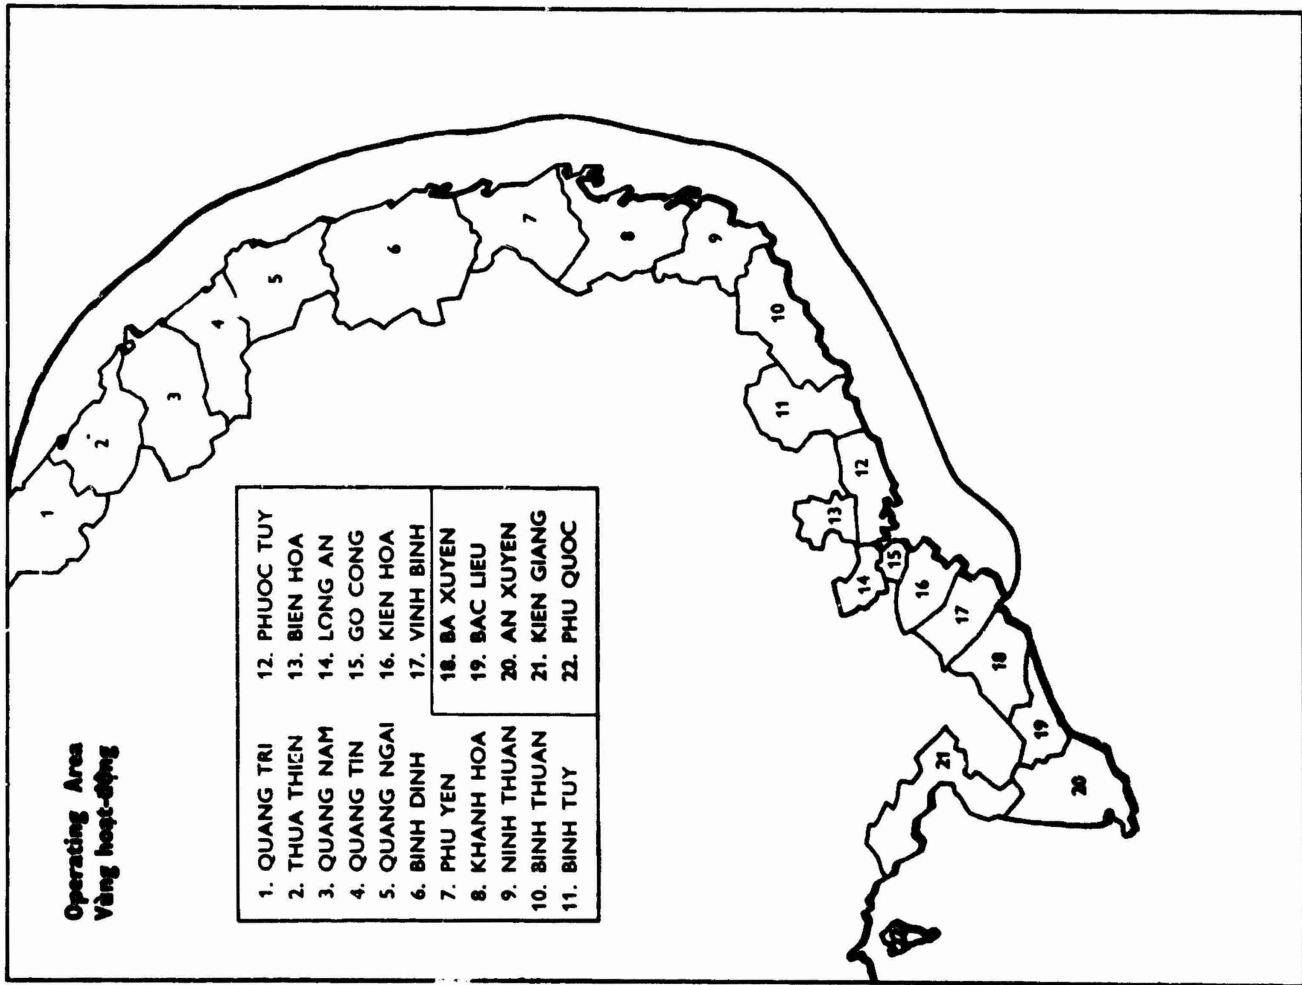 Operating Area
Vàng hoạt-động
1. QUANG TRI
2. THUA THIEN
3. QUANG NAM
4. QUANG TIN
5. QUANG NGAI
6. BINH DINH
7. PHU YEN
8. KHANH HOA
9. NINH THUAN
10. BINH THUAN
11. BINH TUY
12. PHUOC TUY
13. BIEN HOA
14. LONG AN
15. GO CONG
16. KIEN HOA
17. VINH BINH
18. BA XUYEN
19. BAC LIEU
20. AN XUYEN
21. KIEN GIANG
22. PHU QUOC
1
2
3
4
5
6
7
8
9
10
11
12
13
14
15
16
17
18
19
20
21